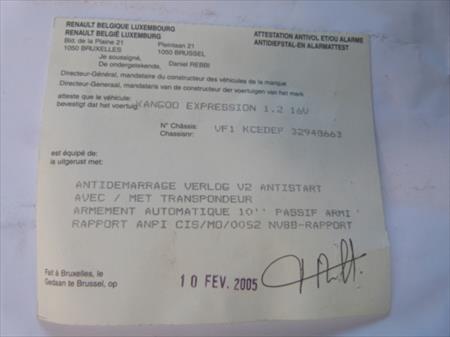 RENAULT BELGIQUE LUXEMBOURG
RENAULT BELGIË LUXEMBURG
Bld. de la Plaine 21 Pleinlaan 21
1050 BRUXELLES 1050 BRUSSEL
ATTESTATION ANTIVOL ET/OU ALARME
ANTIDIEFSTAL-EN ALARMATTEST
Je soussigné,
De ondergetekende, Daniel REBBI
Directeur-Général, mandataire du constructeur des véhicules de la marque
Directeur-Generaal, mandataris van de constructeur der voertuigen van het merk
atteste que le véhicule:
bevestigt dat het voertuig: KANGOO EXPRESSION 1.2 16V
N° Châssis:
Chassisnr: VF1 KCEDEF 32948663
est équipé de:
is uitgerust met:
ANTIDEMARRAGE VERLOG V2 ANTISTART
AVEC / MET TRANSPONDEUR
ARMEMENT AUTOMATIQUE 10'' PASSIF ARMI
RAPPORT ANPI CIS/MO/0052 NVBB-RAPPORT
Fait à Bruxelles, le
Gedaan te Brussel, op 10 FEV. 2005